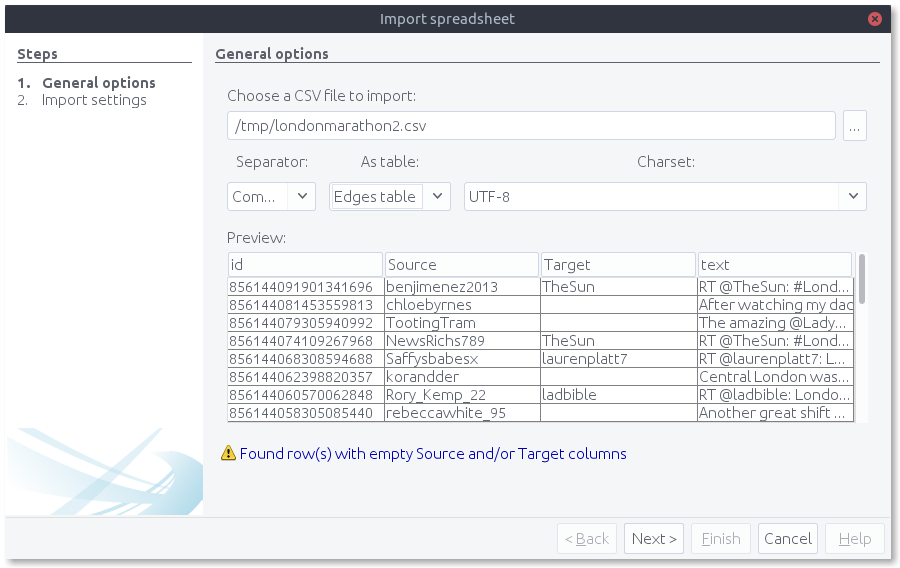 Import spreadsheet
Steps
1. General options
2. Import settings
General options
Choose a CSV file to import:
/tmp/londonmarathon2.csv
...
Separator: As table: Charset:
Com... Edges table UTF-8
Preview:
id Source Target text
856144091901341696 benjimenez2013 TheSun RT @TheSun: #Lond...
856144081453559813 chloebyrnes After watching my dad
856144079305940992 TootingTram The amazing @Lady...
856144074109267968 NewsRichs789 TheSun RT @TheSun: #Lond...
856144068308594688 Saffysbabesx laurenplatt7 RT @laurenplatt7: L...
856144062398820357 korandder Central London was...
856144060570062848 Rory_Kemp_22 ladbible RT @ladbible: Londo...
856144058305085440 rebeccawhite_95 Another great shift ...
Found row(s) with empty Source and/or Target columns
< Back Next > Finish Cancel Help